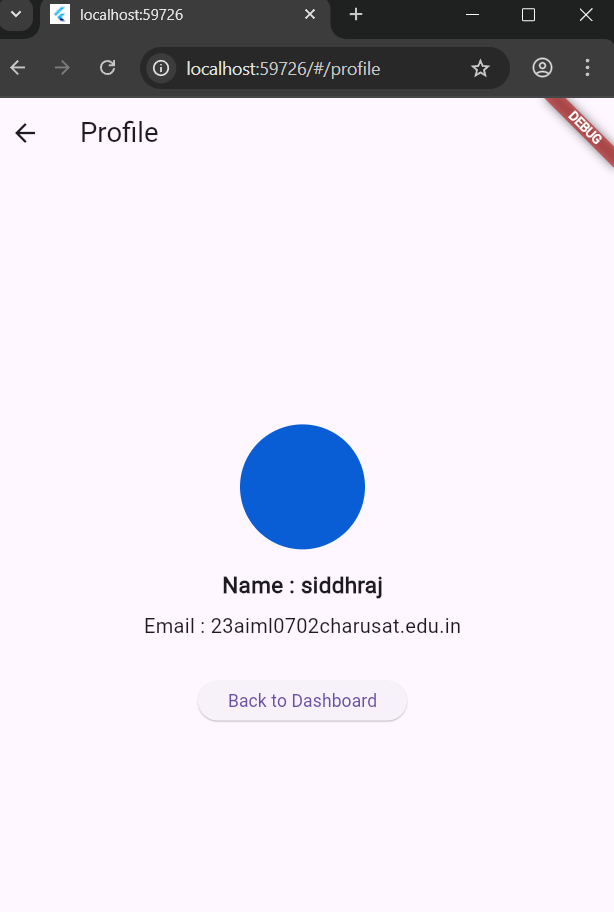 localhost:59726
localhost:59726/#/profile
Profile
DEBUG
Name : siddhraj
Email : 23aiml0702charusat.edu.in
Back to Dashboard